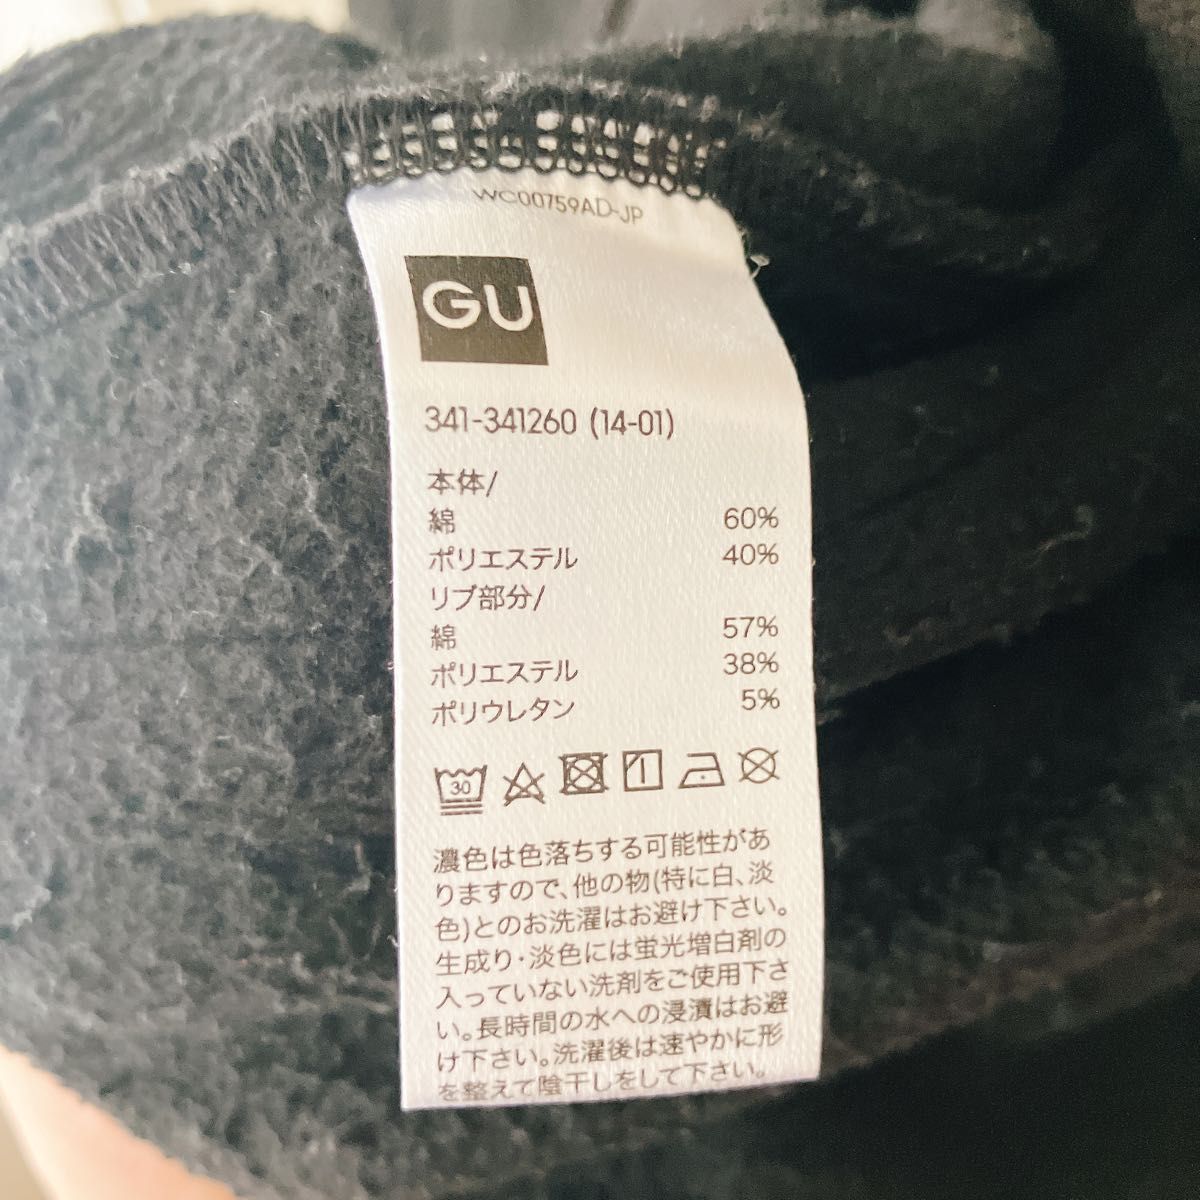 WC00759AD-JP
GU
341-341260 (14-01)
本体/
綿 60%
ポリエステル 40%
リブ部分/
綿 57%
ポリエステル 38%
ポリウレタン 5%
30
濃色は色落ちする可能性があ
りますので、他の物(特に白、淡
色)とのお洗濯はお避け下さい。
生成り・淡色には蛍光増白剤の
入っていない洗剤をご使用下さ
い。長時間の水への浸漬はお避
け下さい。洗濯後は速やかに形
を整えて陰干しをして下さい。